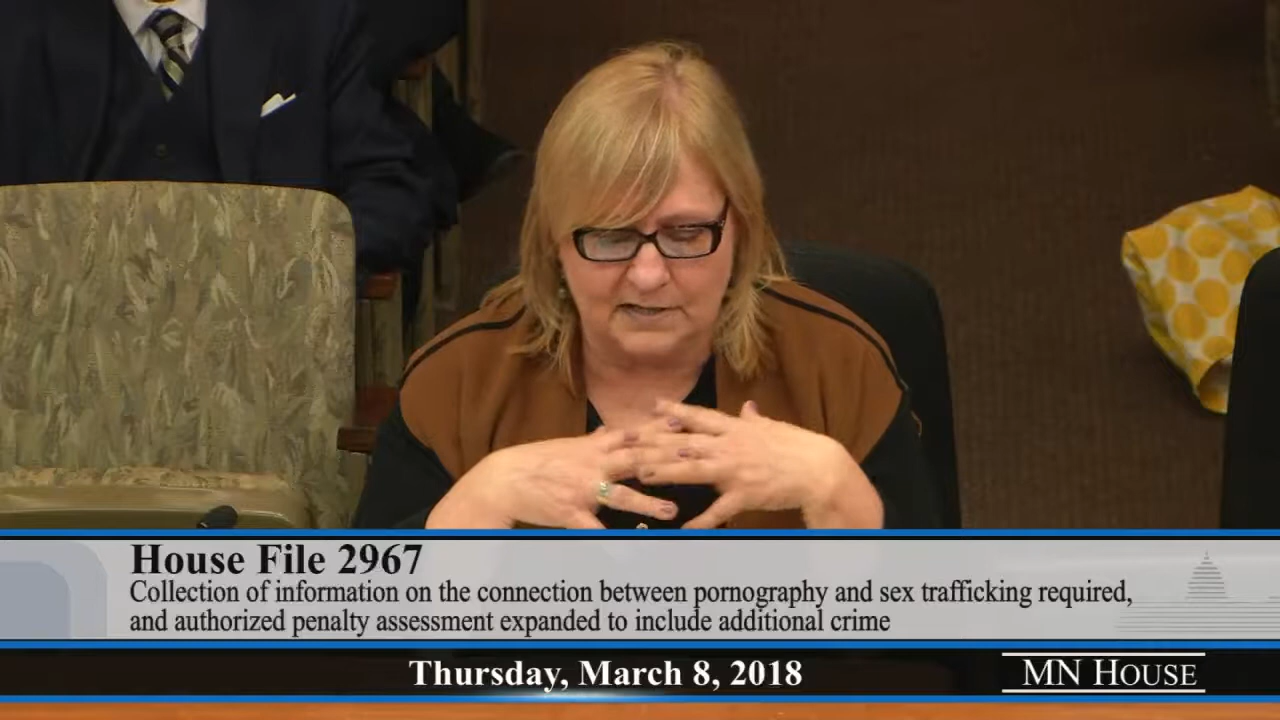 House File 2967
Collection of information on the connection between pornography and sex trafficking required,
and authorized penalty assessment expanded to include additional crime
Thursday, March 8, 2018
MN HOUSE